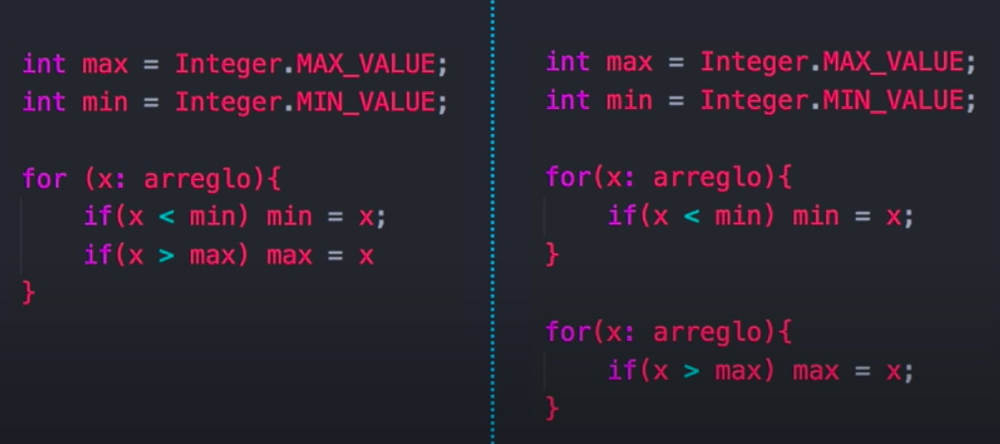 int max = Integer.MAX_VALUE;
int min = Integer.MIN_VALUE;
for (x: arreglo){
if(x < min) min = x;
if(x > max) max = x
}
int max = Integer.MAX_VALUE;
int min = Integer.MIN_VALUE;
for(x: arreglo){
if(x < min) min = x;
}
for(x: arreglo){
if(x > max) max = x;
}